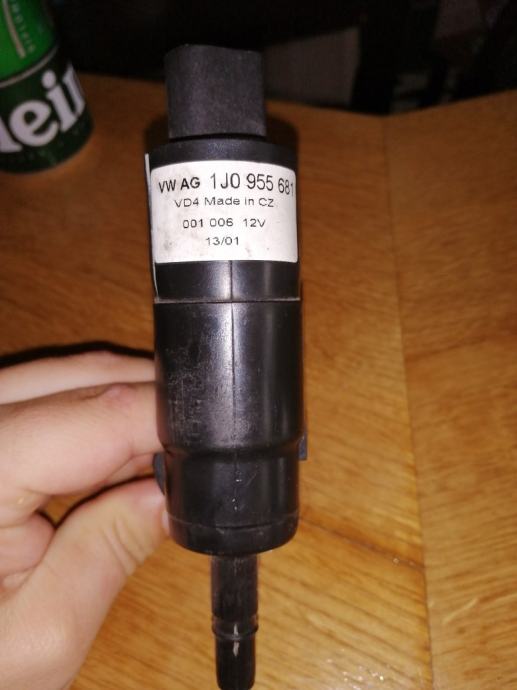 VW AG 1J0 955 681
VD4 Made in CZ
001 006 12V
13/01